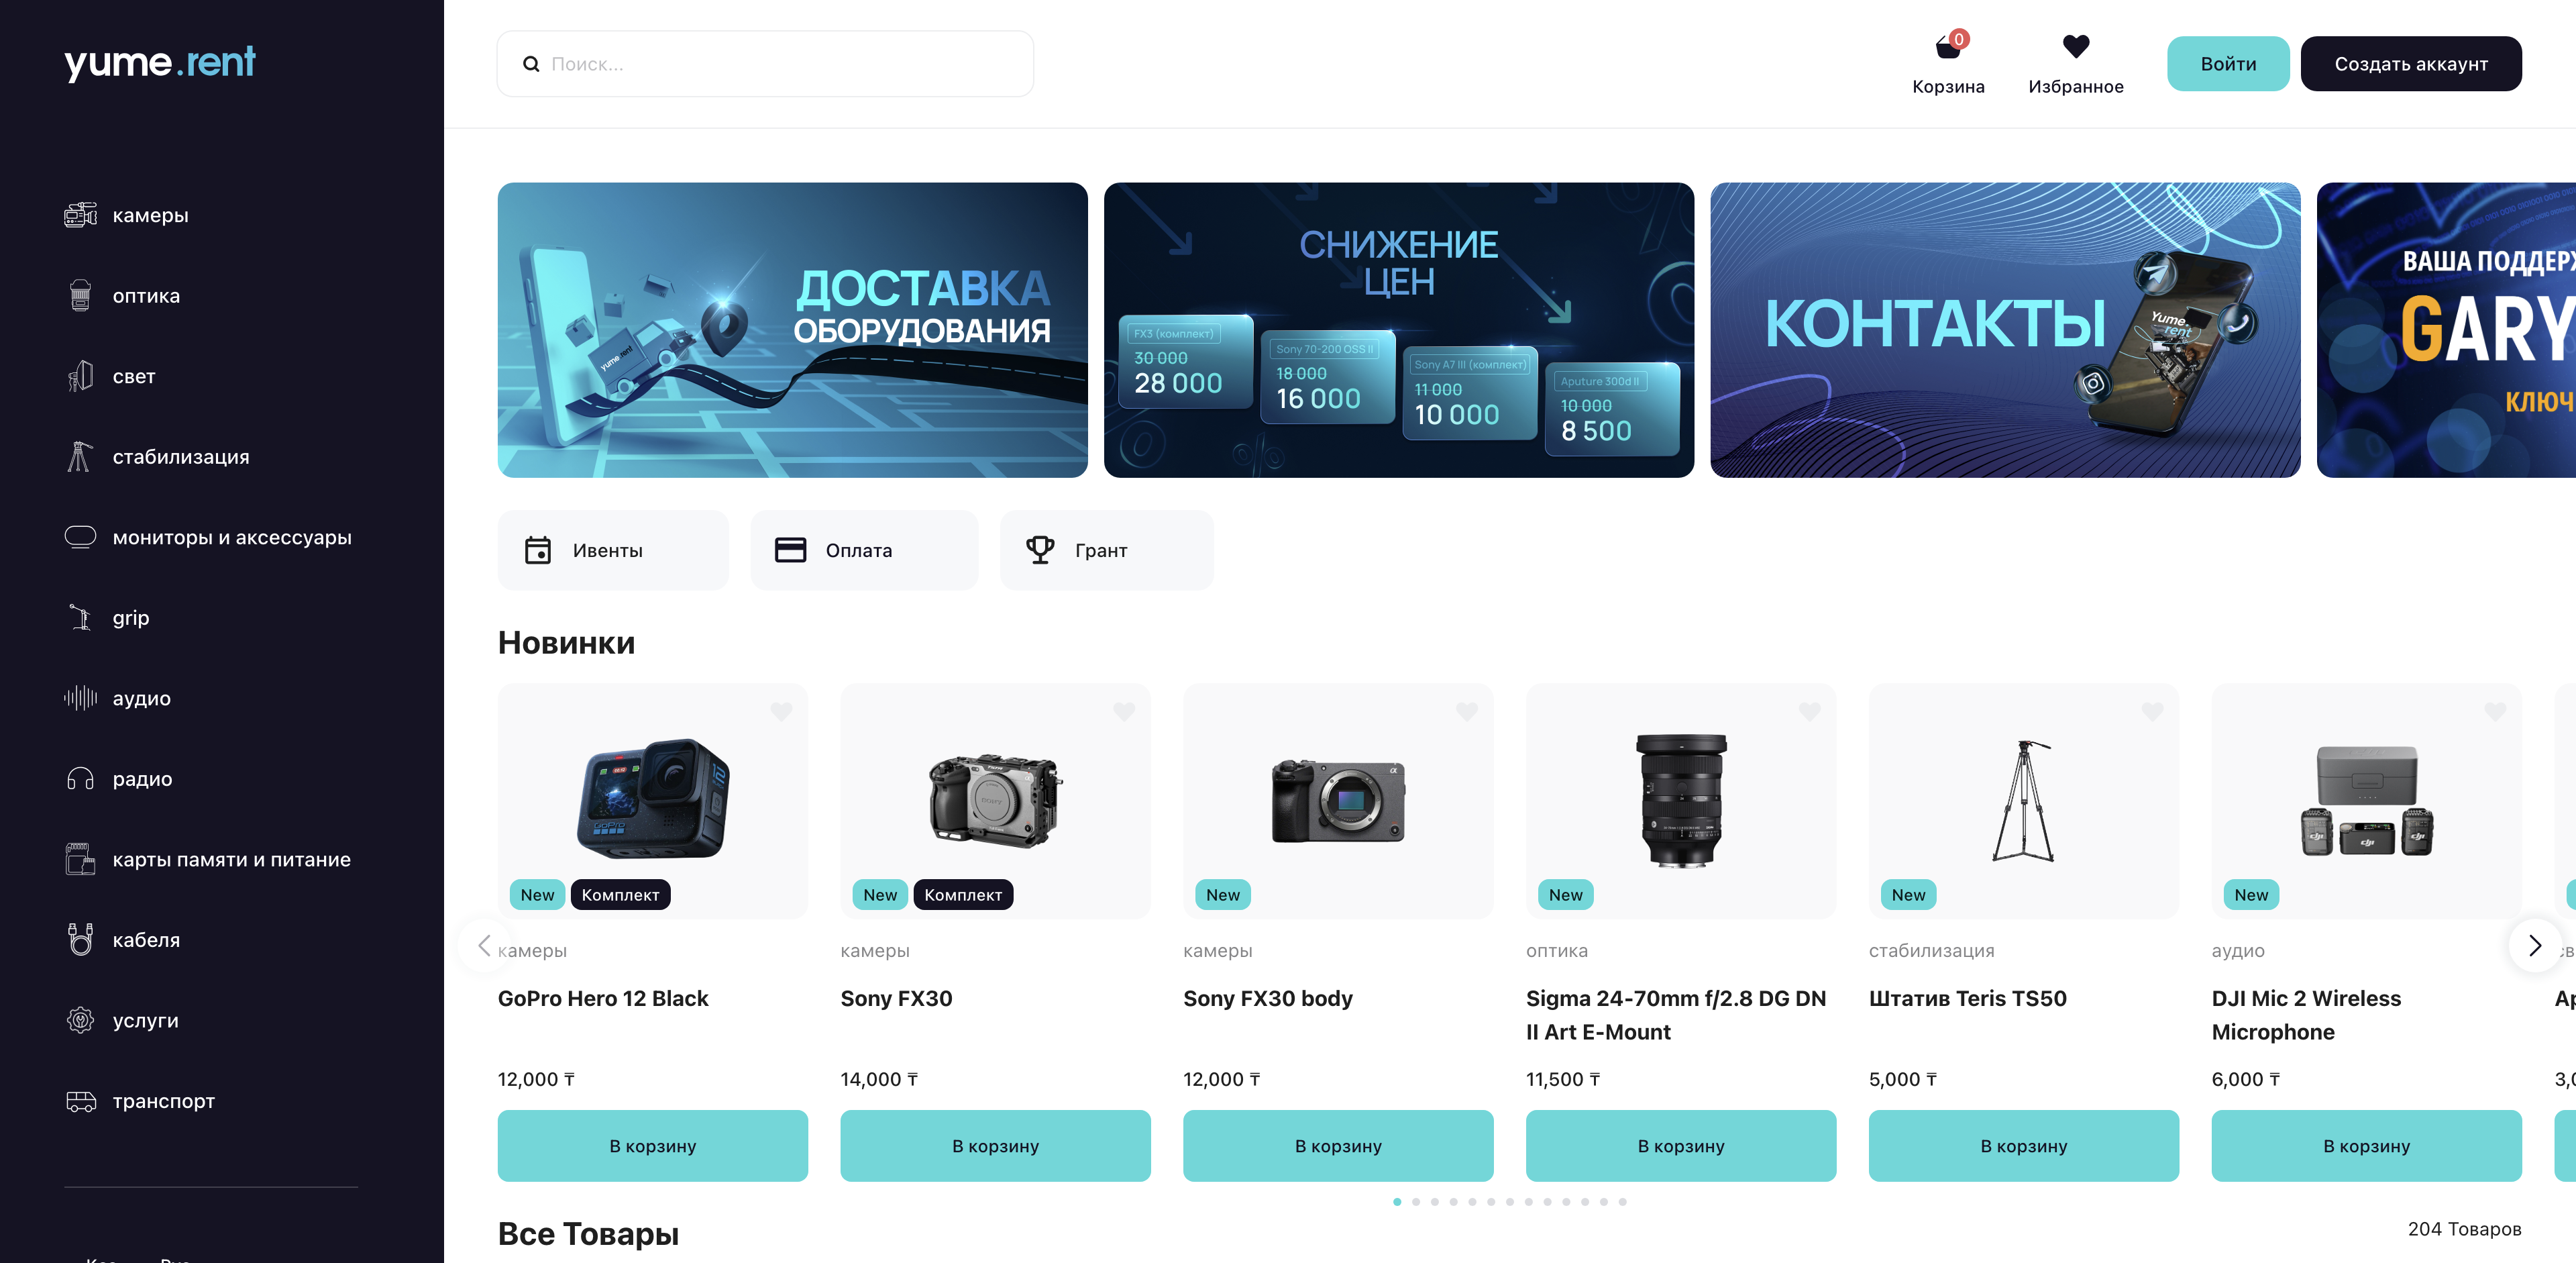 yume.rent
камеры
оптика
свет
стабилизация
мониторы и аксессуары
grip
аудио
радио
карты памяти и питание
кабеля
услуги
транспорт
Поиск...
0
Корзина
Избранное
Войти
Создать аккаунт
ДОСТАВКА
ОБОРУДОВАНИЯ
yume.rent
СНИЖЕНИЕ
ЦЕН
FX3 (комплект)
30 000
28 000
Sony 70-200 OSS II
18 000
16 000
Sony A7 III (комплект)
11 000
10 000
Aputure 300d II
10 000
8 500
КОНТАКТЫ
Yume.
rent
ВАША
GARY
Ивенты
Оплата
Грант
Новинки
New Комплект
камеры
GoPro Hero 12 Black
12,000 ₸
В корзину
New Комплект
камеры
Sony FX30
14,000 ₸
В корзину
New
камеры
Sony FX30 body
12,000 ₸
В корзину
New
оптика
Sigma 24-70mm f/2.8 DG DN
II Art E-Mount
11,500 ₸
В корзину
New
стабилизация
Штатив Teris TS50
5,000 ₸
В корзину
New
аудио
DJI Mic 2 Wireless
Microphone
6,000 ₸
В корзину
Все Товары
204 Товаров